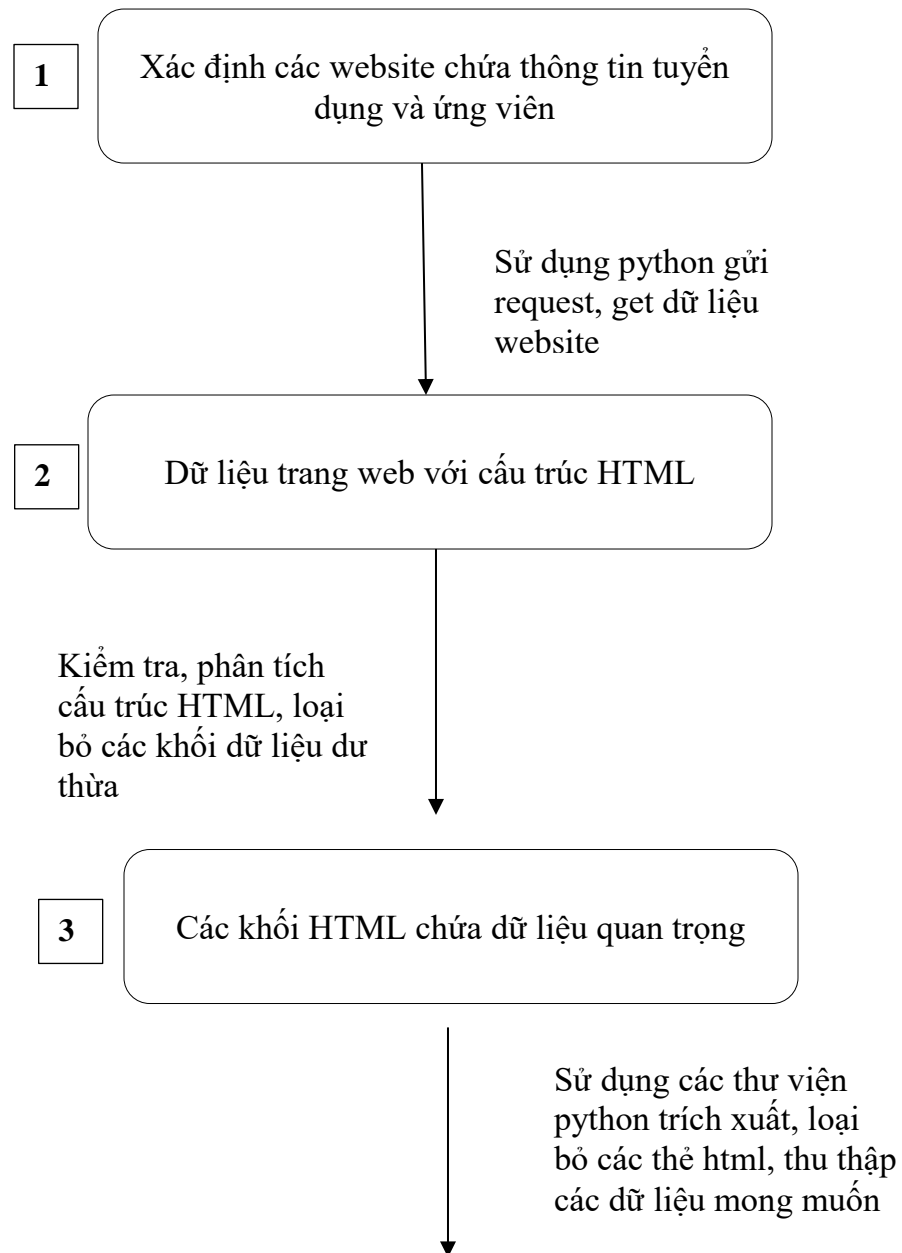 1
Xác định các website chứa thông tin tuyển
dụng và ứng viên
Sử dụng python gửi
request, get dữ liệu
website
2
Dữ liệu trang web với cấu trúc HTML
Kiểm tra, phân tích
cấu trúc HTML, loại
bỏ các khối dữ liệu dư
thừa
3
Các khối HTML chứa dữ liệu quan trọng
Sử dụng các thư viện
python trích xuất, loại
bỏ các thẻ html, thu thập
các dữ liệu mong muốn